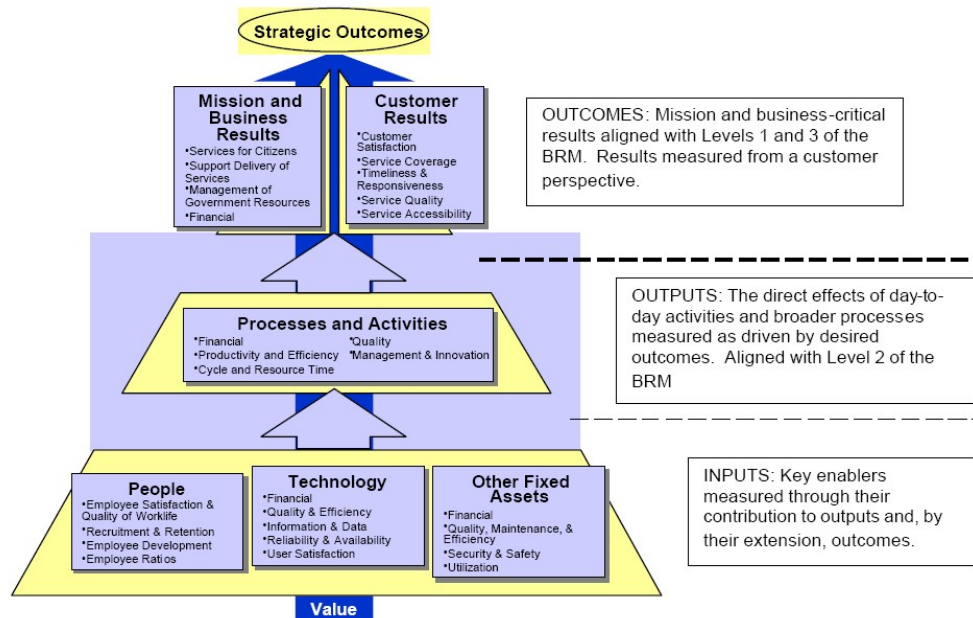 Strategic Outcomes
Mission and
Business
Results
•Services for Citizens
•Support Delivery of
Services
•Management of
Government Resources
•Financial
Customer
Results
•Customer
Satisfaction
•Service Coverage
•Timeliness &
Responsiveness
•Service Quality
•Service Accessibility
OUTCOMES: Mission and business-critical
results aligned with Levels 1 and 3 of the
BRM. Results measured from a customer
perspective.
Processes and Activities
•Financial
•Productivity and Efficiency
•Cycle and Resource Time
•Quality
•Management & Innovation
OUTPUTS: The direct effects of day-to-
day activities and broader processes
measured as driven by desired
outcomes. Aligned with Level 2 of the
BRM
People
•Employee Satisfaction &
Quality of Worklife
•Recruitment & Retention
•Employee Development
•Employee Ratios
Technology
•Financial
•Quality & Efficiency
•Information & Data
•Reliability & Availability
•User Satisfaction
Other Fixed
Assets
•Financial
•Quality, Maintenance, &
Efficiency
•Security & Safety
•Utilization
INPUTS: Key enablers
measured through their
contribution to outputs and, by
their extension, outcomes.
Value